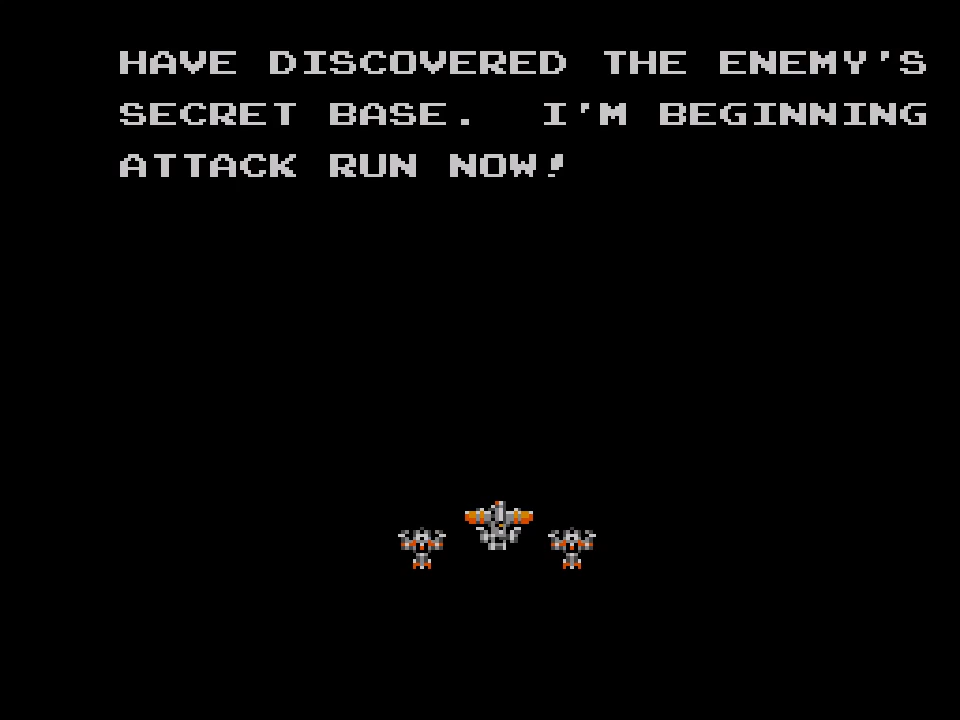 HAVE DISCOVERED THE ENEMY'S
SECRET BASE.  I'M BEGINNING
ATTACK RUN NOW!